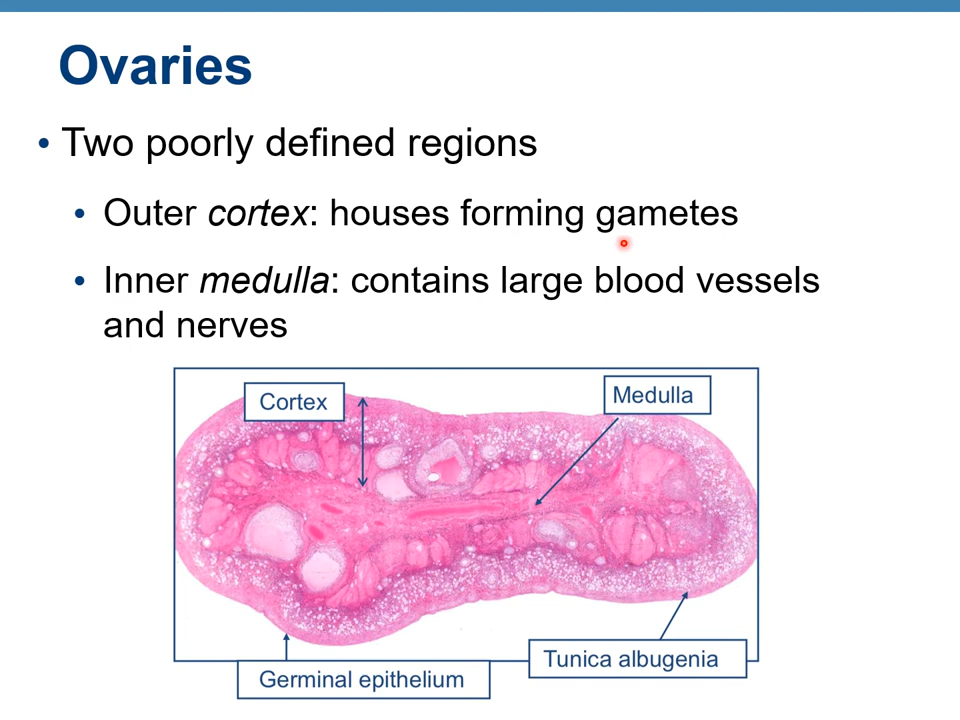 Ovaries
• Two poorly defined regions
• Outer cortex: houses forming gametes
• Inner medulla: contains large blood vessels
and nerves
Cortex
Medulla
Tunica albugenia
Germinal epithelium